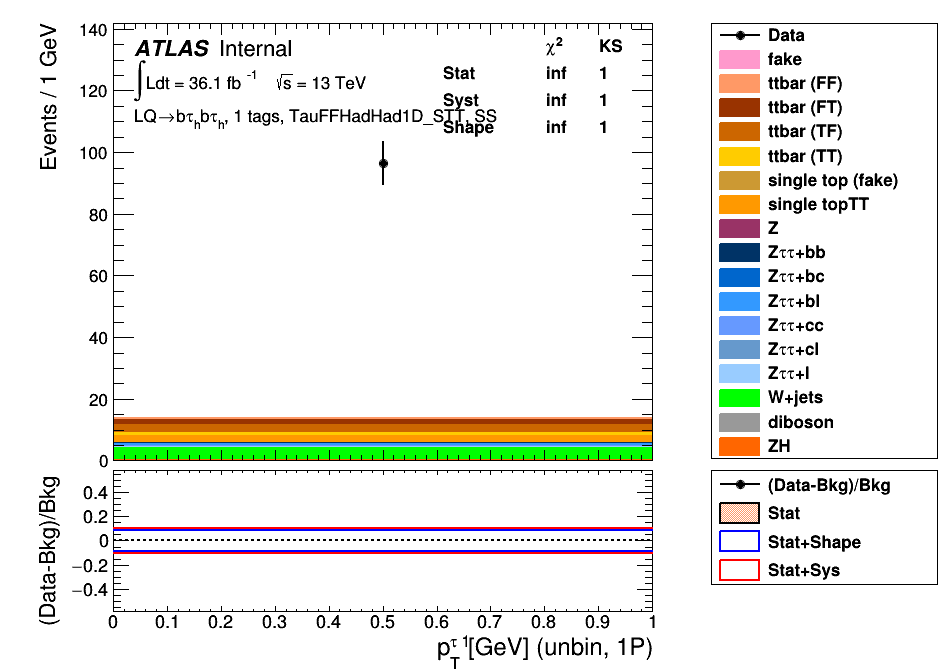 Events / 1 GeV
140
120
100
80
60
40
20
0
ATLAS Internal
∫Ldt = 36.1 fb⁻¹ √s = 13 TeV
LQ→bτₕbτₕ, 1 tags, TauFFHadHad1D_STT, SS
χ² KS
Stat inf 1
Syst inf 1
Shape inf 1
Data
fake
ttbar (FF)
ttbar (FT)
ttbar (TF)
ttbar (TT)
single top (fake)
single topTT
Z
Zττ+bb
Zττ+bc
Zττ+bl
Zττ+cc
Zττ+cl
Zττ+l
W+jets
diboson
ZH
(Data-Bkg)/Bkg
0.4
0.2
0
−0.2
−0.4
0 0.1 0.2 0.3 0.4 0.5 0.6 0.7 0.8 0.9 1
p_T^τ 1[GeV] (unbin, 1P)
(Data-Bkg)/Bkg
Stat
Stat+Shape
Stat+Sys